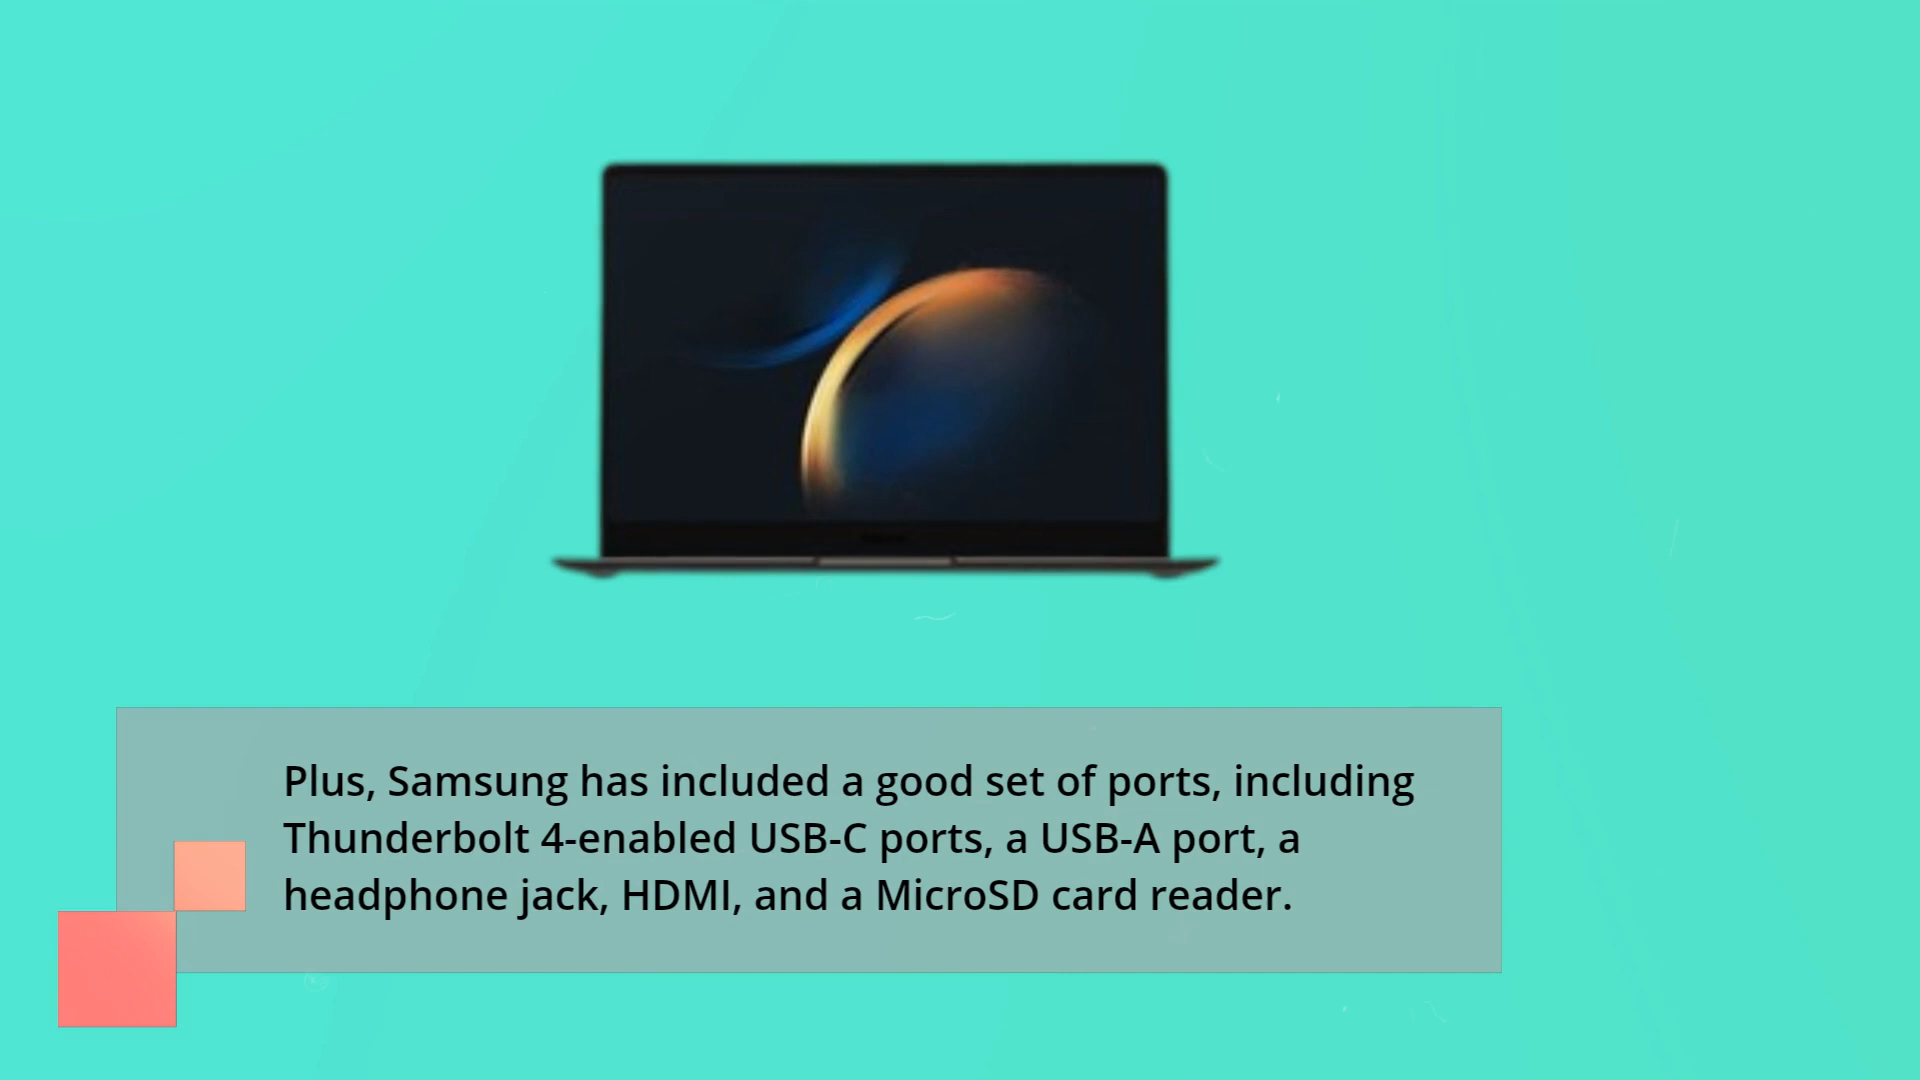 Plus, Samsung has included a good set of ports, including
Thunderbolt 4-enabled USB-C ports, a USB-A port, a
headphone jack, HDMI, and a MicroSD card reader.